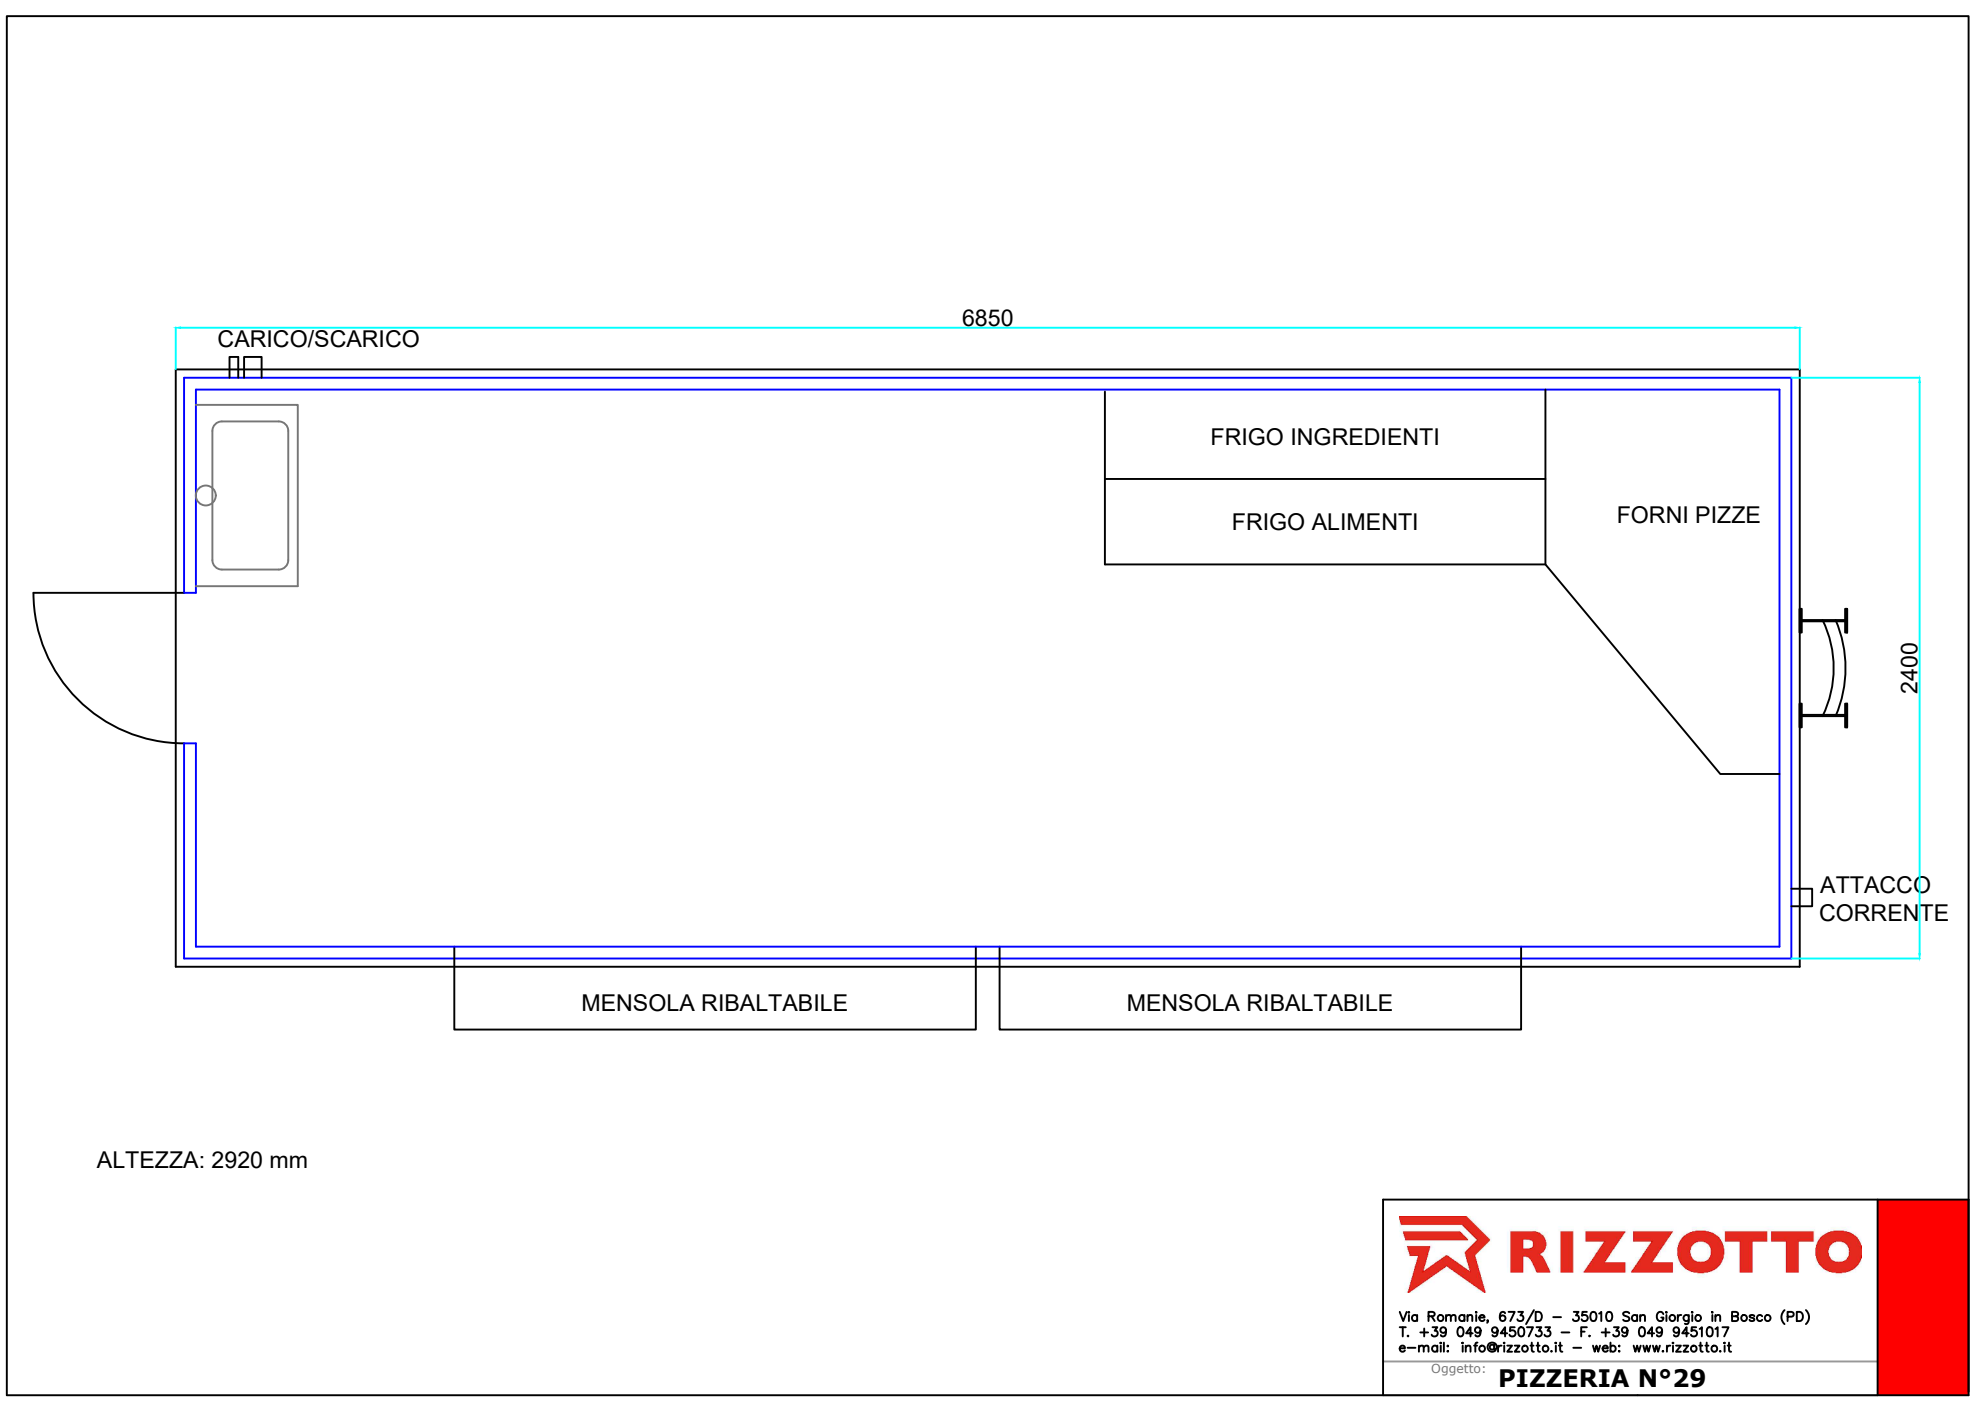 6850
CARICO/SCARICO
FRIGO INGREDIENTI
FRIGO ALIMENTI
FORNI PIZZE
2400
ATTACCO
CORRENTE
MENSOLA RIBALTABILE
MENSOLA RIBALTABILE
ALTEZZA: 2920 mm
RIZZOTTO
Via Romanie, 673/D – 35010 San Giorgio in Bosco (PD)
T. +39 049 9450733 – F. +39 049 9451017
e–mail: info@rizzotto.it – web: www.rizzotto.it
Oggetto: PIZZERIA N°29